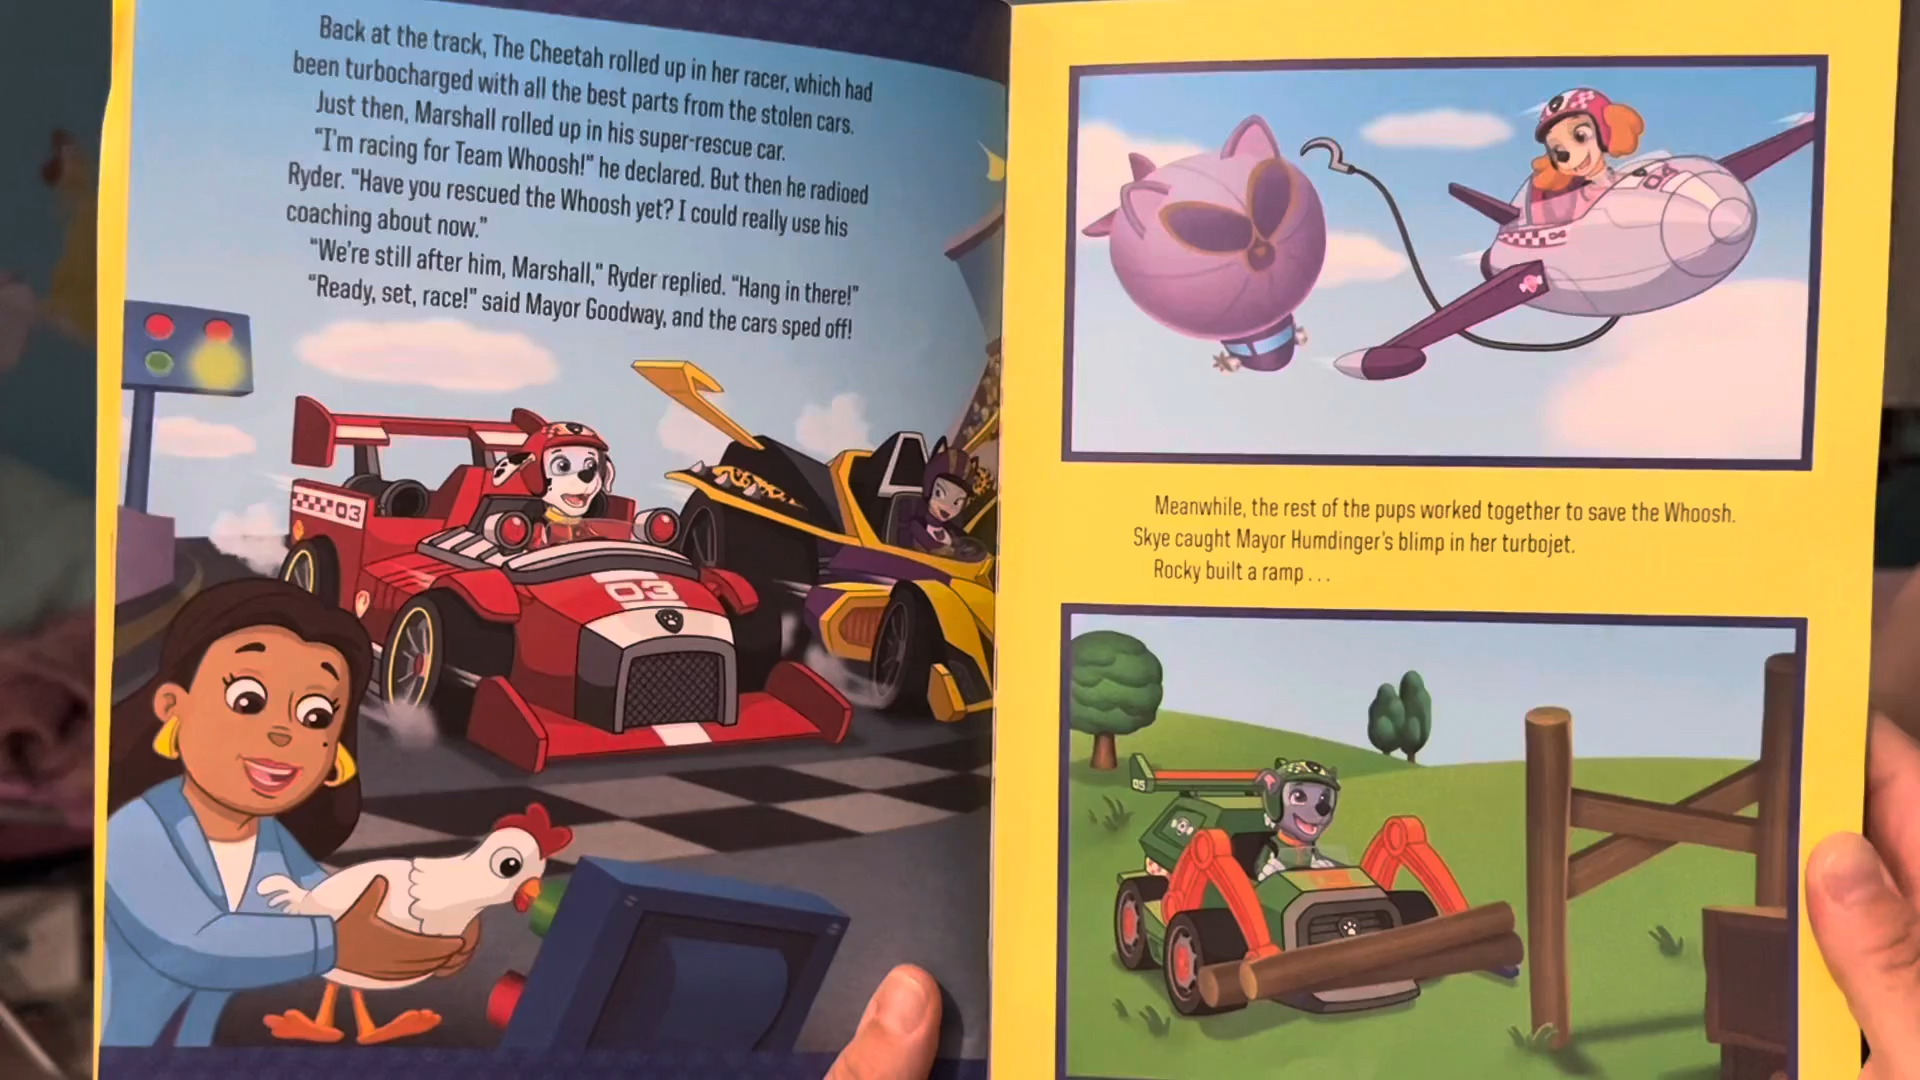 Back at the track, The Cheetah rolled up in her racer, which had
been turbocharged with all the best parts from the stolen cars.
Just then, Marshall rolled up in his super-rescue car.
"I'm racing for Team Whoosh!" he declared. But then he radioed
Ryder. "Have you rescued the Whoosh yet? I could really use his
coaching about now."
"We're still after him, Marshall," Ryder replied. "Hang in there!"
"Ready, set, race!" said Mayor Goodway, and the cars sped off!
03
03
04
04
Meanwhile, the rest of the pups worked together to save the Whoosh.
Skye caught Mayor Humdinger's blimp in her turbojet.
Rocky built a ramp . . .
05